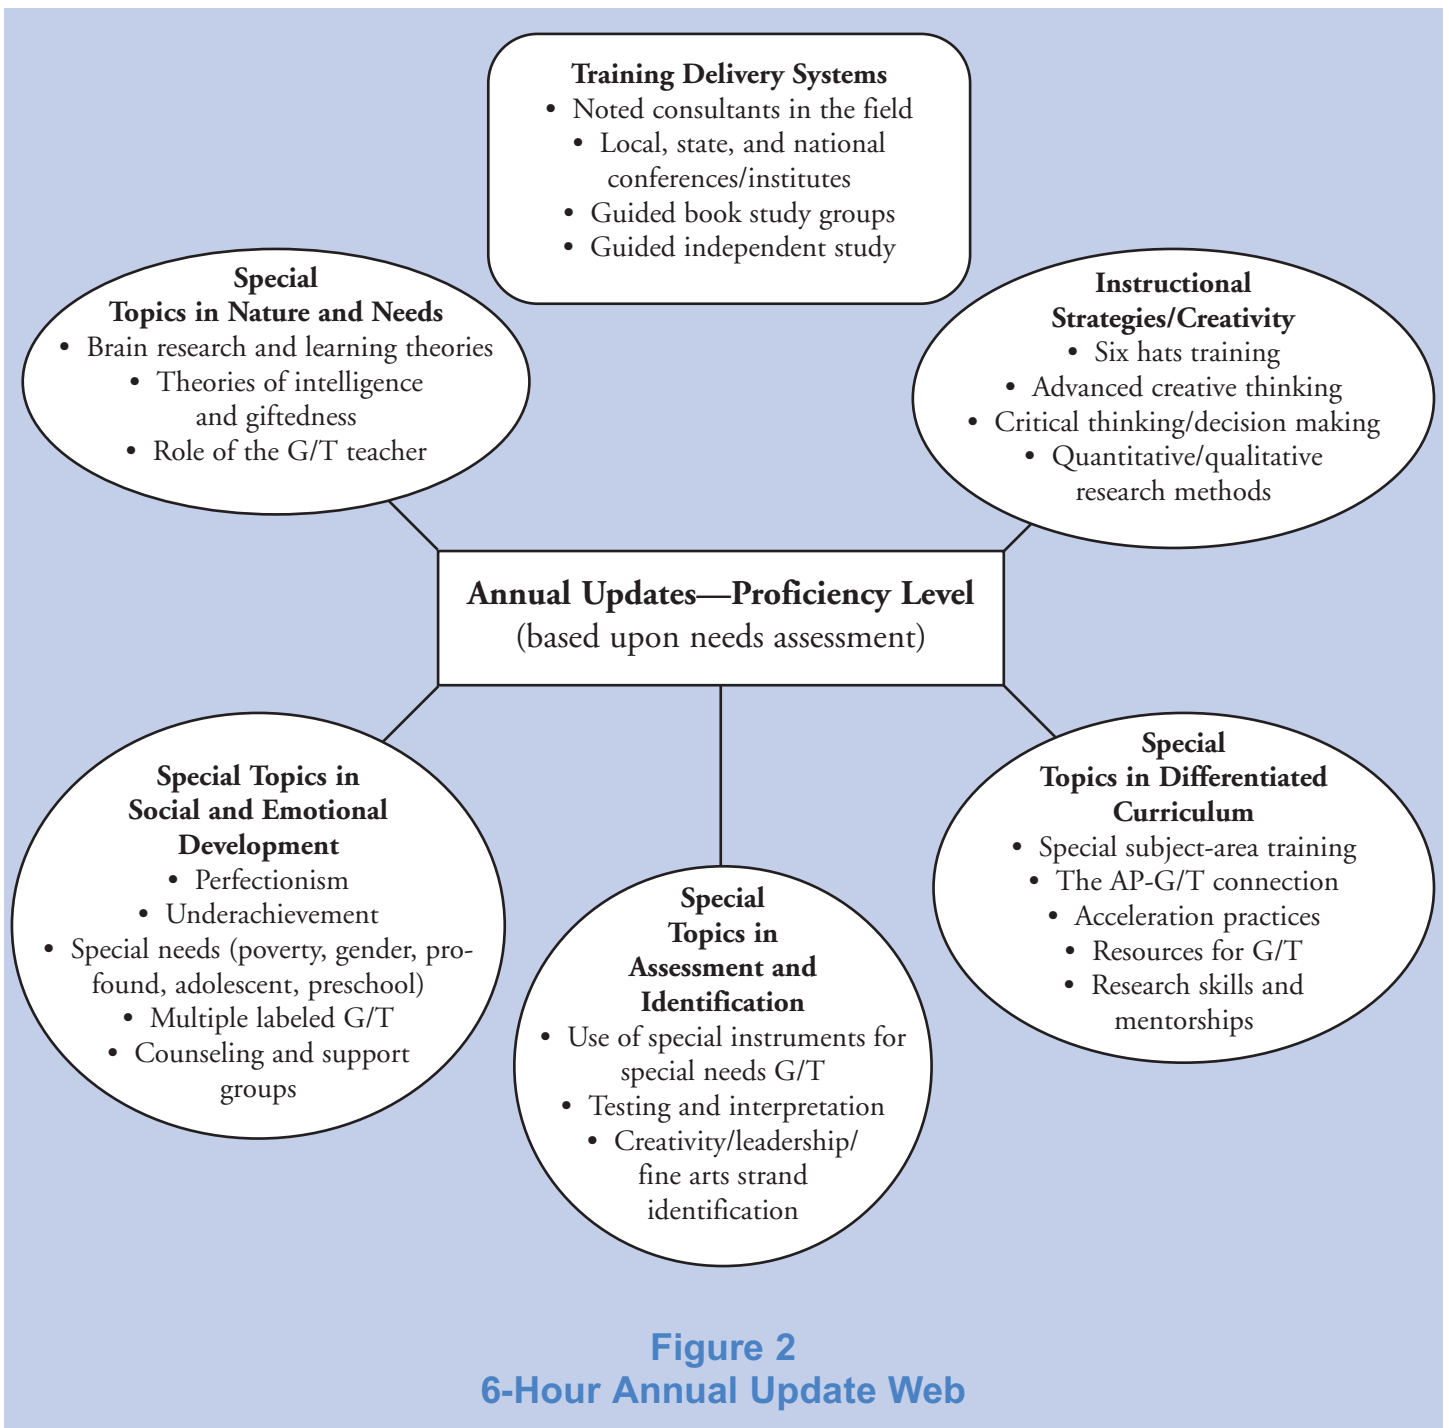 Training Delivery Systems
• Noted consultants in the field
• Local, state, and national
conferences/institutes
• Guided book study groups
• Guided independent study
Special
Topics in Nature and Needs
• Brain research and learning theories
• Theories of intelligence
and giftedness
• Role of the G/T teacher
Instructional
Strategies/Creativity
• Six hats training
• Advanced creative thinking
• Critical thinking/decision making
• Quantitative/qualitative
research methods
Annual Updates—Proficiency Level
(based upon needs assessment)
Special Topics in
Social and Emotional
Development
• Perfectionism
• Underachievement
• Special needs (poverty, gender, pro-
found, adolescent, preschool)
• Multiple labeled G/T
• Counseling and support
groups
Special
Topics in
Assessment and
Identification
• Use of special instruments for
special needs G/T
• Testing and interpretation
• Creativity/leadership/
fine arts strand
identification
Special
Topics in Differentiated
Curriculum
• Special subject-area training
• The AP-G/T connection
• Acceleration practices
• Resources for G/T
• Research skills and
mentorships
Figure 2
6-Hour Annual Update Web